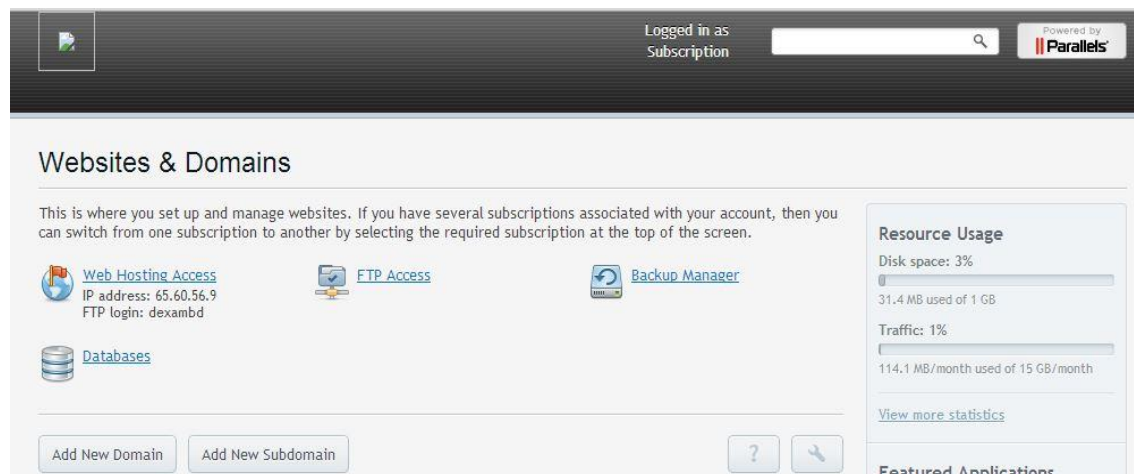 Logged in as
Subscription
Powered by
Parallels
Websites & Domains
This is where you set up and manage websites. If you have several subscriptions associated with your account, then you
can switch from one subscription to another by selecting the required subscription at the top of the screen.
Web Hosting Access
IP address: 65.60.56.9
FTP login: dexambd
FTP Access
Backup Manager
Databases
Add New Domain
Add New Subdomain
?
Resource Usage
Disk space: 3%
31.4 MB used of 1 GB
Traffic: 1%
114.1 MB/month used of 15 GB/month
View more statistics
Featured Applications